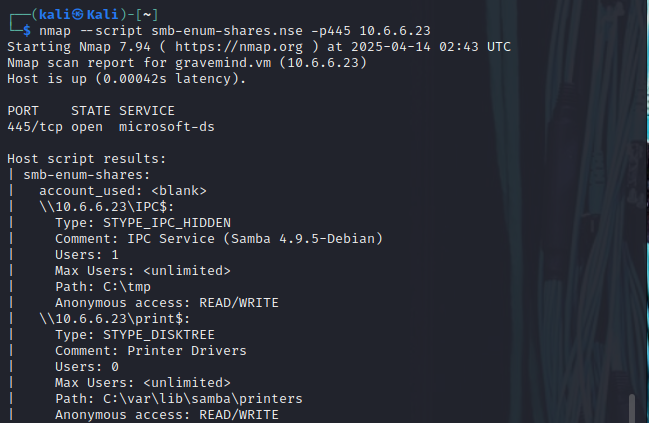 ┌──(kali㉿Kali)-[~]
└─$ nmap --script smb-enum-shares.nse -p445 10.6.6.23
Starting Nmap 7.94 ( https://nmap.org ) at 2025-04-14 02:43 UTC
Nmap scan report for gravemind.vm (10.6.6.23)
Host is up (0.00042s latency).

PORT    STATE SERVICE
445/tcp open  microsoft-ds

Host script results:
| smb-enum-shares:
|   account_used: <blank>
|   \\10.6.6.23\IPC$:
|     Type: STYPE_IPC_HIDDEN
|     Comment: IPC Service (Samba 4.9.5-Debian)
|     Users: 1
|     Max Users: <unlimited>
|     Path: C:\tmp
|     Anonymous access: READ/WRITE
|   \\10.6.6.23\print$:
|     Type: STYPE_DISKTREE
|     Comment: Printer Drivers
|     Users: 0
|     Max Users: <unlimited>
|     Path: C:\var\lib\samba\printers
|     Anonymous access: READ/WRITE